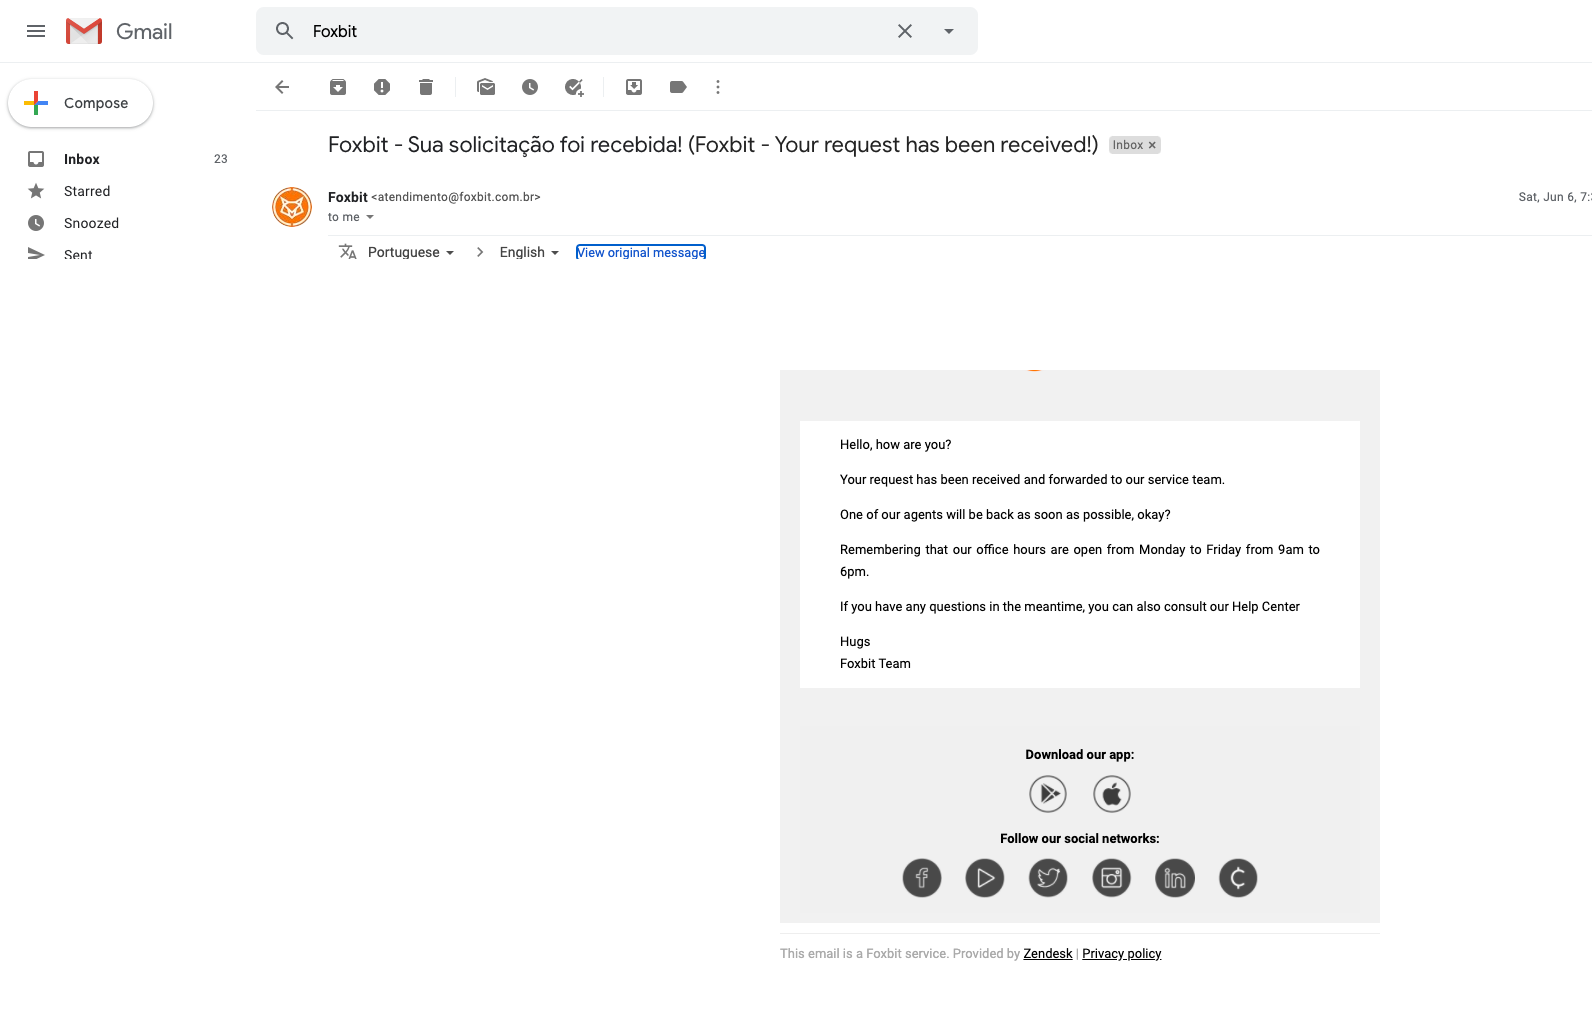 Gmail
Foxbit
Compose
Inbox 23
Starred
Snoozed
Sent
Foxbit - Sua solicitação foi recebida! (Foxbit - Your request has been received!) Inbox ×
Foxbit <atendimento@foxbit.com.br>
Sat, Jun 6,
to me
Portuguese > English View original message
Hello, how are you?
Your request has been received and forwarded to our service team.
One of our agents will be back as soon as possible, okay?
Remembering that our office hours are open from Monday to Friday from 9am to
6pm.
If you have any questions in the meantime, you can also consult our Help Center
Hugs
Foxbit Team
Download our app:
Follow our social networks:
This email is a Foxbit service. Provided by Zendesk | Privacy policy